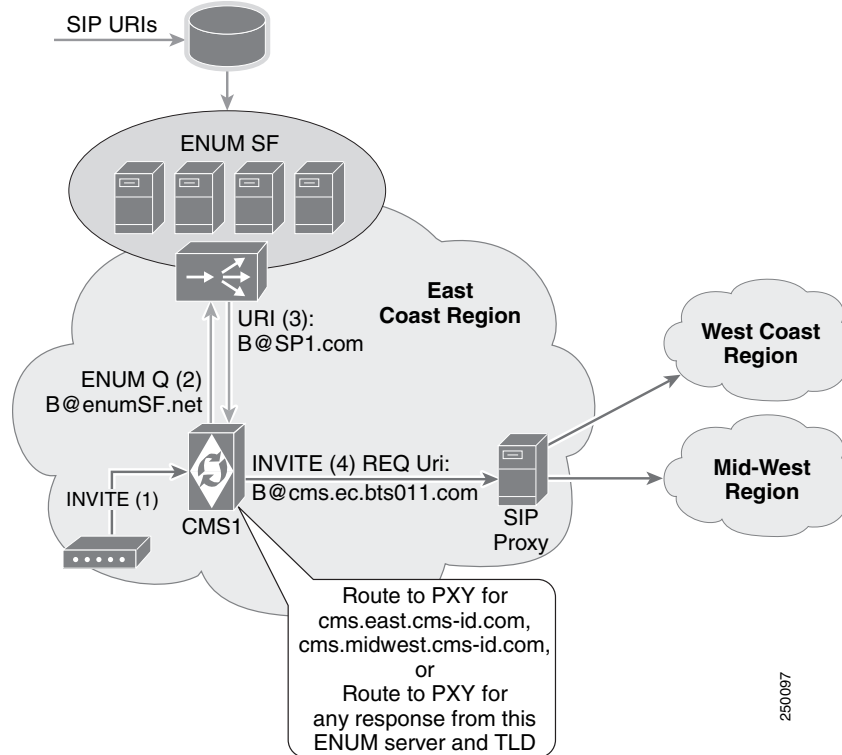 SIP URIs
ENUM SF
East
Coast Region
URI (3):
B@SP1.com
ENUM Q (2)
B@enumSF.net
West Coast
Region
INVITE (4) REQ Uri:
B@cms.ec.bts011.com
Mid-West
Region
INVITE (1)
CMS1
SIP
Proxy
Route to PXY for
cms.east.cms-id.com,
cms.midwest.cms-id.com,
or
Route to PXY for
any response from this
ENUM server and TLD
250097